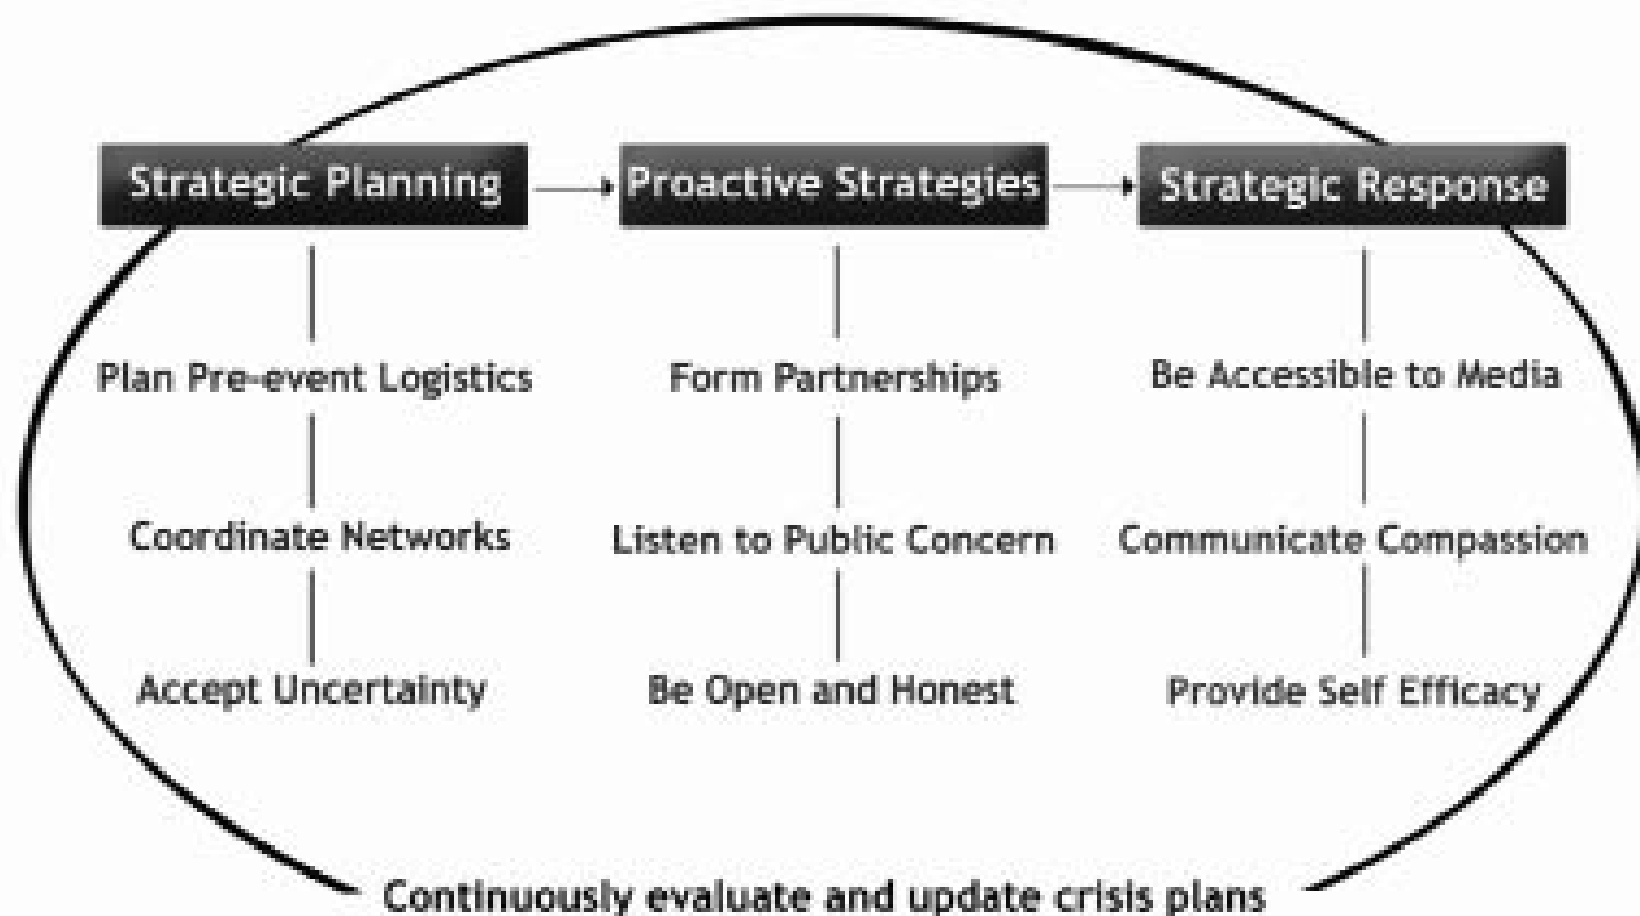 Strategic Planning
Proactive Strategies
Strategic Response
Plan Pre-event Logistics
Form Partnerships
Be Accessible to Media
Coordinate Networks
Listen to Public Concern
Communicate Compassion
Accept Uncertainty
Be Open and Honest
Provide Self Efficacy
Continuously evaluate and update crisis plans